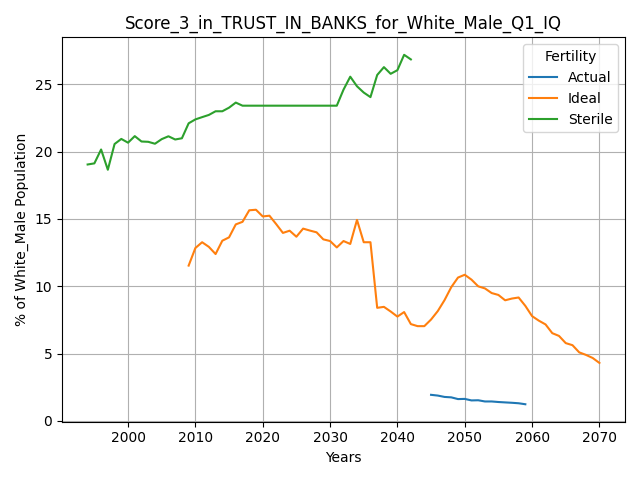 Score_3_in_TRUST_IN_BANKS_for_White_Male_Q1_IQ
Fertility
Actual
Ideal
Sterile
% of White_Male Population
25
20
15
10
5
0
2000 2010 2020 2030 2040 2050 2060 2070
Years